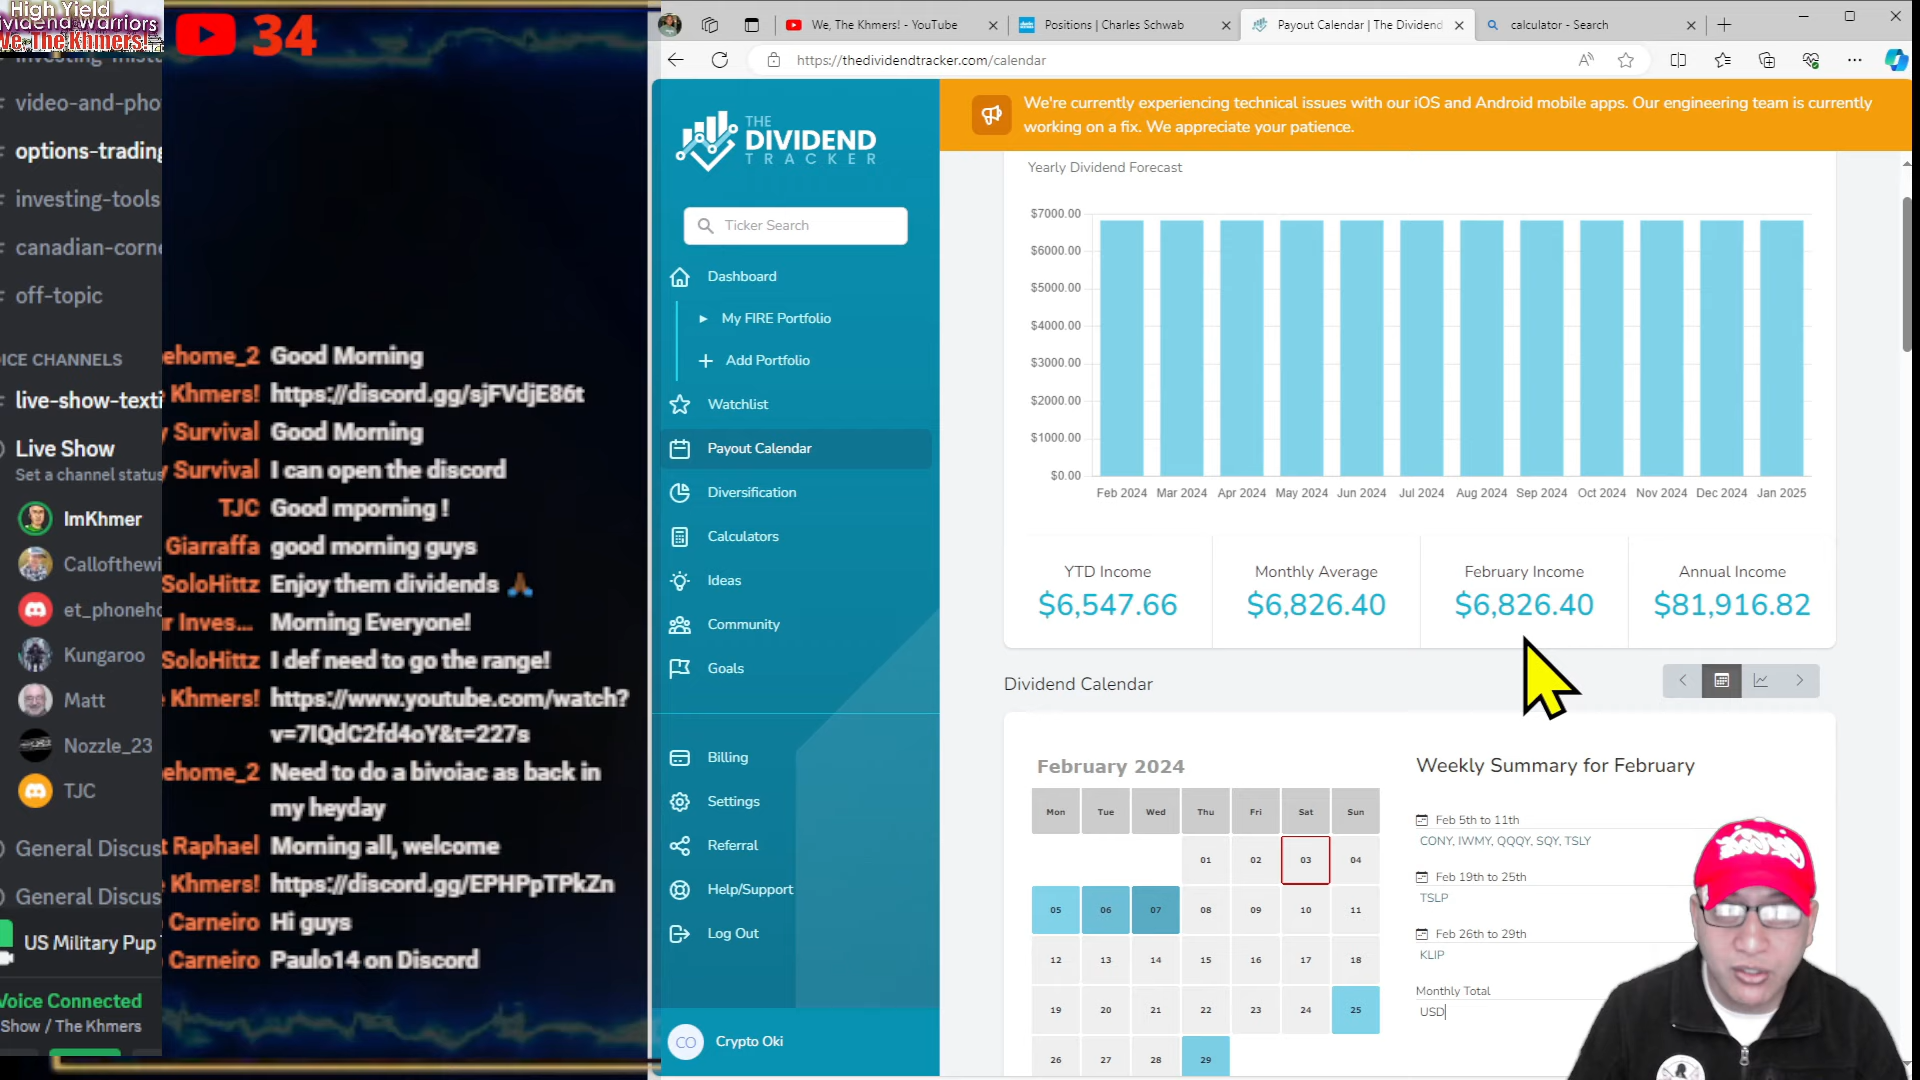 High Yield
Dividend Warriors
We, The Khmers!
34
investing-mista
video-and-pho
options-trading
investing-tools
canadian-corne
off-topic
ICE CHANNELS
live-show-texti
Live Show
Set a channel status
ImKhmer
Callofthewi
et_phoneho
Kungaroo
Matt
Nozzle_23
TJC
General Discus
General Discus
US Military Pup T
Voice Connected
Show / The Khmers
ehome_2 Good Morning
Khmers! https://discord.gg/sjFVdjE86t
y Survival Good Morning
y Survival I can open the discord
TJC Good mporning !
Giarraffa good morning guys
SoloHittz Enjoy them dividends 🙏🏾
r Inves... Morning Everyone!
SoloHittz I def need to go the range!
e Khmers! https://www.youtube.com/watch?
v=7IQdC2fd4oY&t=227s
ehome_2 Need to do a bivoiac as back in
my heyday
t Raphael Morning all, welcome
e Khmers! https://discord.gg/EPHPpTPkZn
Carneiro Hi guys
Carneiro Paulo14 on Discord
We, The Khmers! - YouTube
Positions | Charles Schwab
Payout Calendar | The Dividend
calculator - Search
https://thedividendtracker.com/calendar
THE
DIVIDEND
TRACKER
Ticker Search
Dashboard
My FIRE Portfolio
Add Portfolio
Watchlist
Payout Calendar
Diversification
Calculators
Ideas
Community
Goals
Billing
Settings
Referral
Help/Support
Log Out
CO Crypto Oki
We're currently experiencing technical issues with our iOS and Android mobile apps. Our engineering team is currently
working on a fix. We appreciate your patience.
Yearly Dividend Forecast
$7000.00
$6000.00
$5000.00
$4000.00
$3000.00
$2000.00
$1000.00
$0.00
Feb 2024 Mar 2024 Apr 2024 May 2024 Jun 2024 Jul 2024 Aug 2024 Sep 2024 Oct 2024 Nov 2024 Dec 2024 Jan 2025
YTD Income Monthly Average February Income Annual Income
$6,547.66 $6,826.40 $6,826.40 $81,916.82
Dividend Calendar
February 2024
Mon Tue Wed Thu Fri Sat Sun
01 02 03 04
05 06 07 08 09 10 11
12 13 14 15 16 17 18
19 20 21 22 23 24 25
26 27 28 29
Weekly Summary for February
Feb 5th to 11th
CONY, IWMY, QQQY, SQY, TSLY
Feb 19th to 25th
TSLP
Feb 26th to 29th
KLIP
Monthly Total
USD